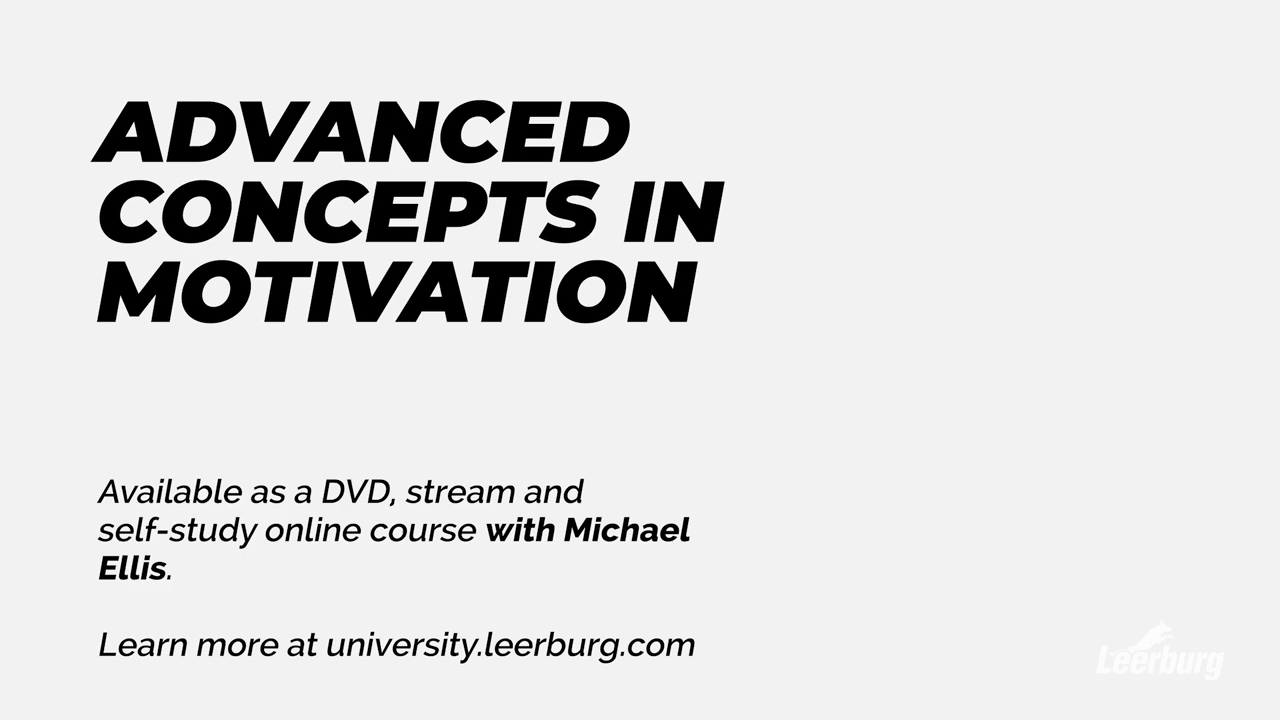 ADVANCED
CONCEPTS IN
MOTIVATION
Available as a DVD, stream and
self-study online course with Michael
Ellis.
Learn more at university.leerburg.com
Leerburg